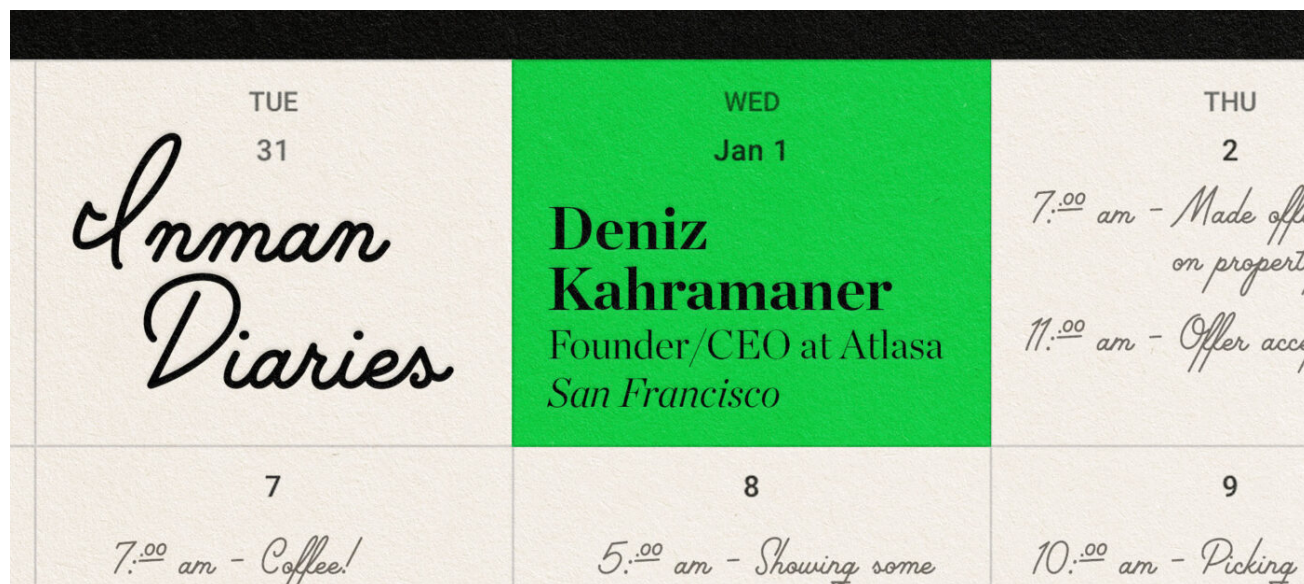 TUE
31
Inman
Diaries
WED
Jan 1
Deniz
Kahramaner
Founder/CEO at Atlasa
San Francisco
THU
2
7:00 am - Made
on
11:00 am - Offer
7
7:00 am - Coffee!
8
5:00 am - Showing some
9
10:00 am - Picking